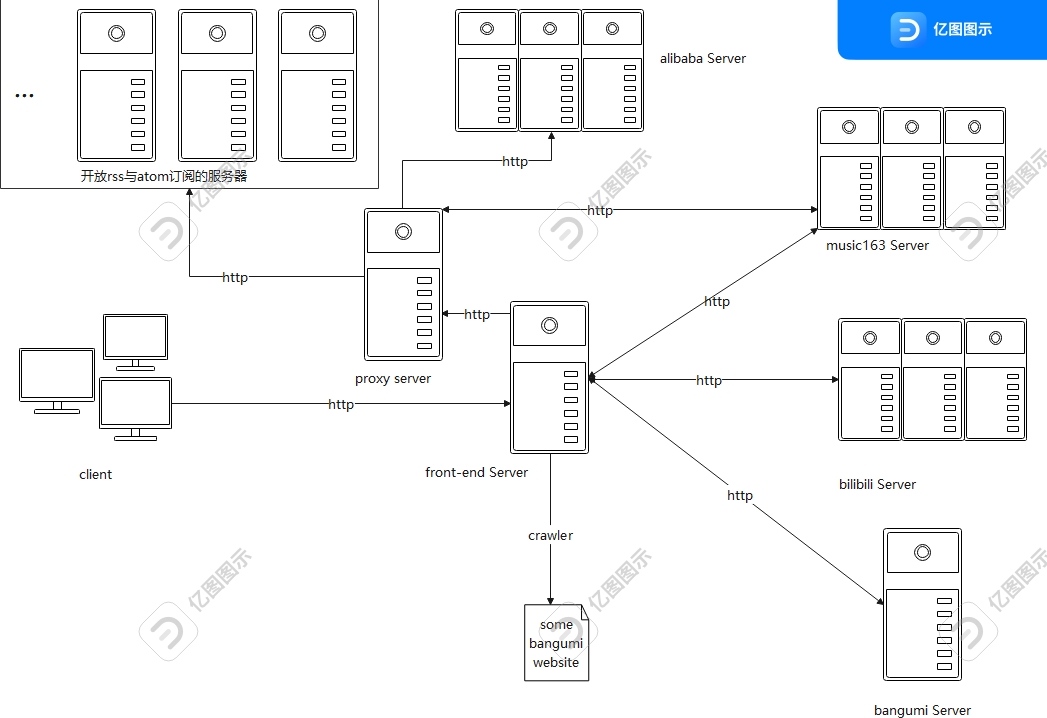 亿图图示
alibaba Server
...
http
开放rss与atom订阅的服务器
亿图图示
亿图图示
亿图图示
http
music163 Server
http
http
http
proxy server
http
http
client
front-end Server
bilibili Server
http
crawler
亿图图示
亿图图示
亿图图示
some
bangumi
website
bangumi Server